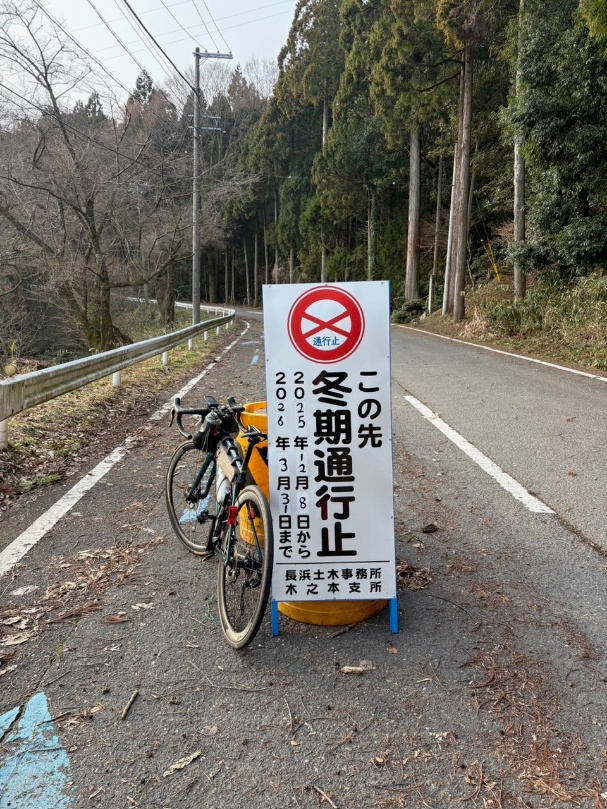 通行止
この先
冬期通行止
2025年12月8日から
2026年3月31日まで
長浜土木事務所
木之本支所